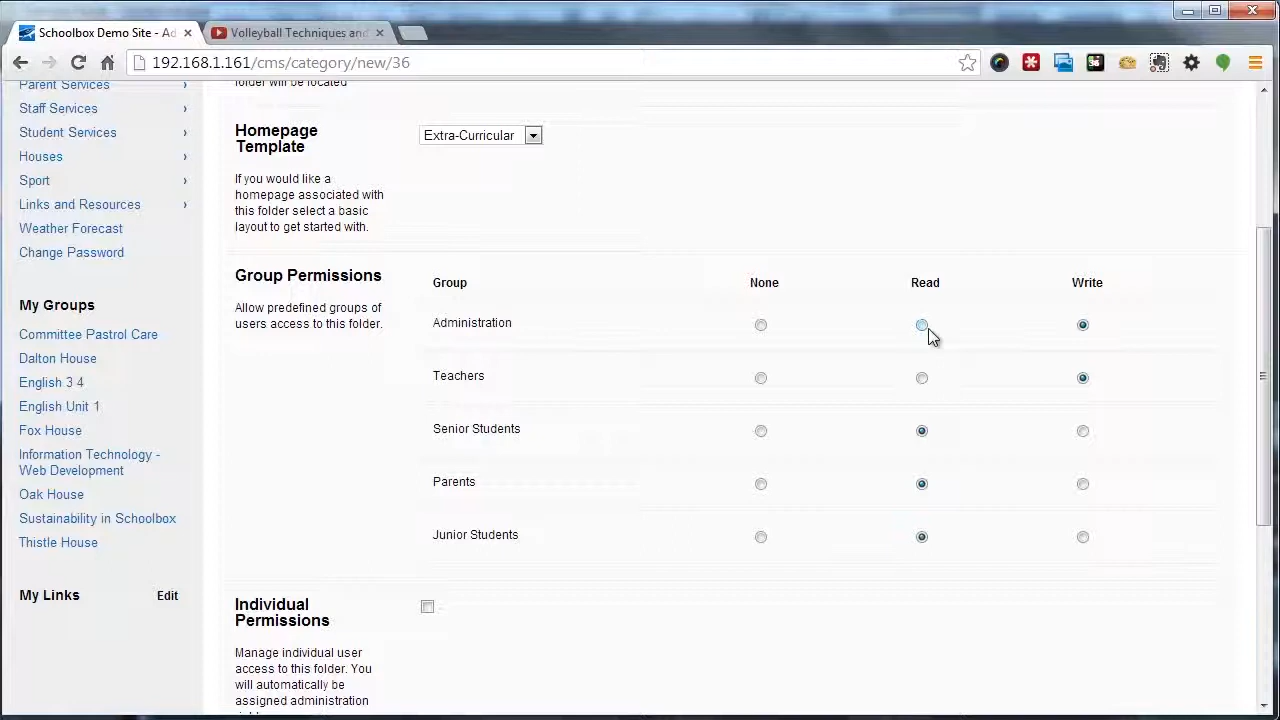 Schoolbox Demo Site - Ad
Volleyball Techniques and
192.168.1.161/cms/category/new/36
Parent Services
Staff Services
Student Services
Houses
Sport
Links and Resources
Weather Forecast
Change Password
My Groups
Committee Pastrol Care
Dalton House
English 3 4
English Unit 1
Fox House
Information Technology -
Web Development
Oak House
Sustainability in Schoolbox
Thistle House
My Links Edit
folder will be located
Homepage
Template
Extra-Curricular
If you would like a
homepage associated with
this folder select a basic
layout to get started with.
Group Permissions
Allow predefined groups of
users access to this folder.
Group None Read Write
Administration
Teachers
Senior Students
Parents
Junior Students
Individual
Permissions
Manage individual user
access to this folder. You
will automatically be
assigned administration